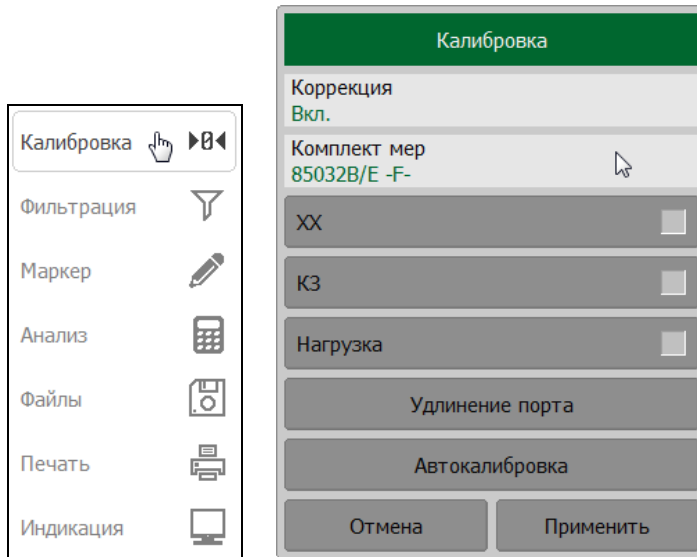 Калибровка
Фильтрация
Маркер
Анализ
Файлы
Печать
Индикация
Калибровка
Коррекция
Вкл.
Комплект мер
85032B/E -F-
ХХ
КЗ
Нагрузка
Удлинение порта
Автокалибровка
Отмена
Применить